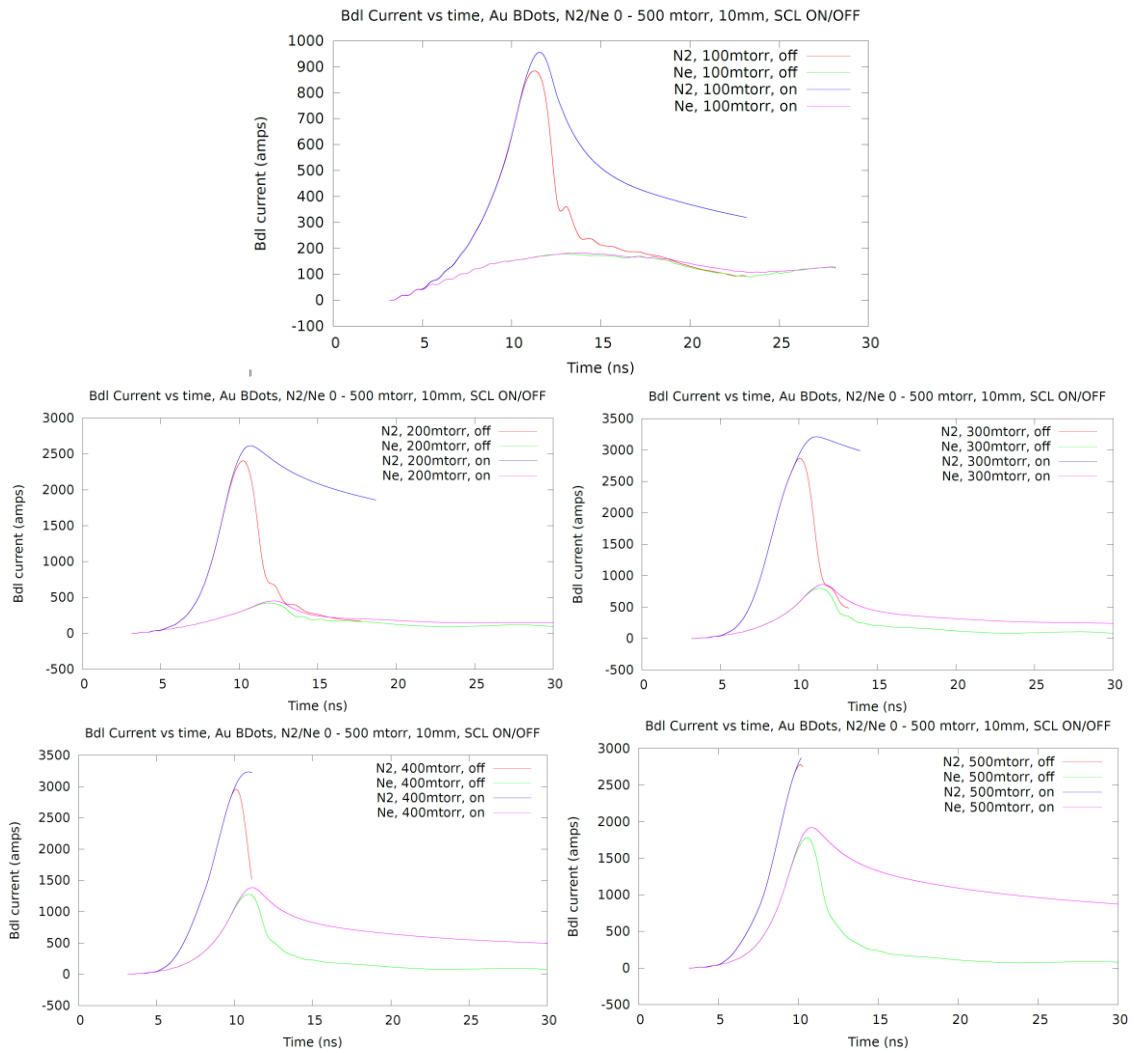 Bdl Current vs time, Au BDots, N2/Ne 0 - 500 mtorr, 10mm, SCL ON/OFF
1000
900
800
700
600
500
400
300
200
100
0
-100
Bdl current (amps)
N2, 100mtorr, off
Ne, 100mtorr, off
N2, 100mtorr, on
Ne, 100mtorr, on
0 5 10 15 20 25 30
Time (ns)
Bdl Current vs time, Au BDots, N2/Ne 0 - 500 mtorr, 10mm, SCL ON/OFF
3000
2500
2000
1500
1000
500
0
-500
Bdl current (amps)
N2, 200mtorr, off
Ne, 200mtorr, off
N2, 200mtorr, on
Ne, 200mtorr, on
0 5 10 15 20 25 30
Time (ns)
Bdl Current vs time, Au BDots, N2/Ne 0 - 500 mtorr, 10mm, SCL ON/OFF
3500
3000
2500
2000
1500
1000
500
0
-500
Bdl current (amps)
N2, 300mtorr, off
Ne, 300mtorr, off
N2, 300mtorr, on
Ne, 300mtorr, on
0 5 10 15 20 25 30
Time (ns)
Bdl Current vs time, Au BDots, N2/Ne 0 - 500 mtorr, 10mm, SCL ON/OFF
3500
3000
2500
2000
1500
1000
500
0
-500
Bdl current (amps)
N2, 400mtorr, off
Ne, 400mtorr, off
N2, 400mtorr, on
Ne, 400mtorr, on
0 5 10 15 20 25 30
Time (ns)
Bdl Current vs time, Au BDots, N2/Ne 0 - 500 mtorr, 10mm, SCL ON/OFF
3000
2500
2000
1500
1000
500
0
-500
Bdl current (amps)
N2, 500mtorr, off
Ne, 500mtorr, off
N2, 500mtorr, on
Ne, 500mtorr, on
0 5 10 15 20 25 30
Time (ns)